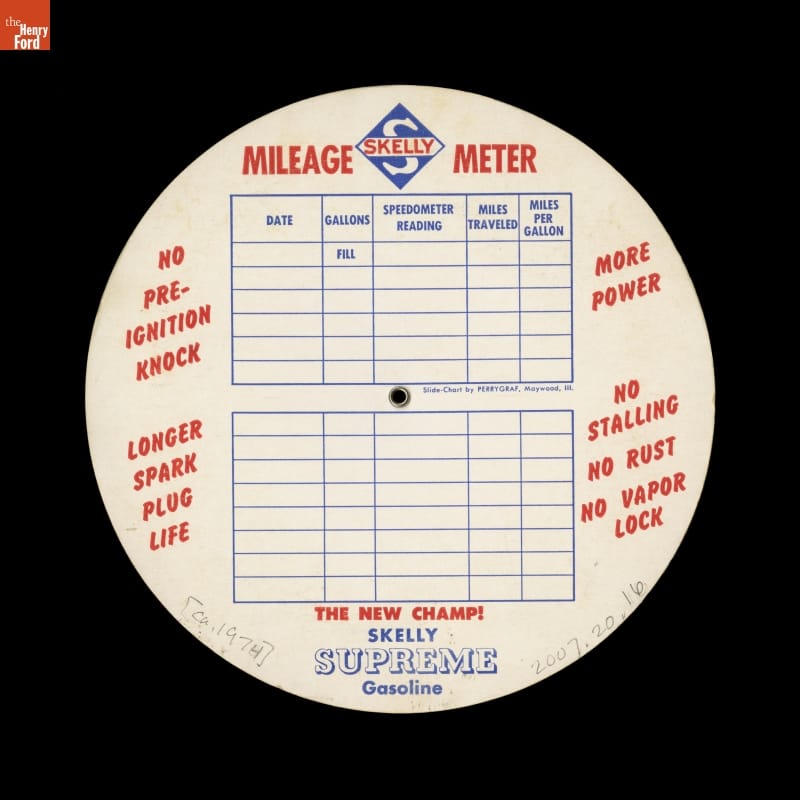 the
Henry
Ford
MILEAGE SKELLY METER
S
DATE GALLONS SPEEDOMETER READING MILES TRAVELED MILES PER GALLON
FILL
NO
PRE-
IGNITION
KNOCK
MORE
POWER
Slide-Chart by PERRYGRAF, Maywood, Ill.
LONGER
SPARK
PLUG
LIFE
NO
STALLING
NO RUST
NO VAPOR
LOCK
THE NEW CHAMP!
SKELLY
SUPREME
Gasoline
[ca. 1974]
2007.20.16